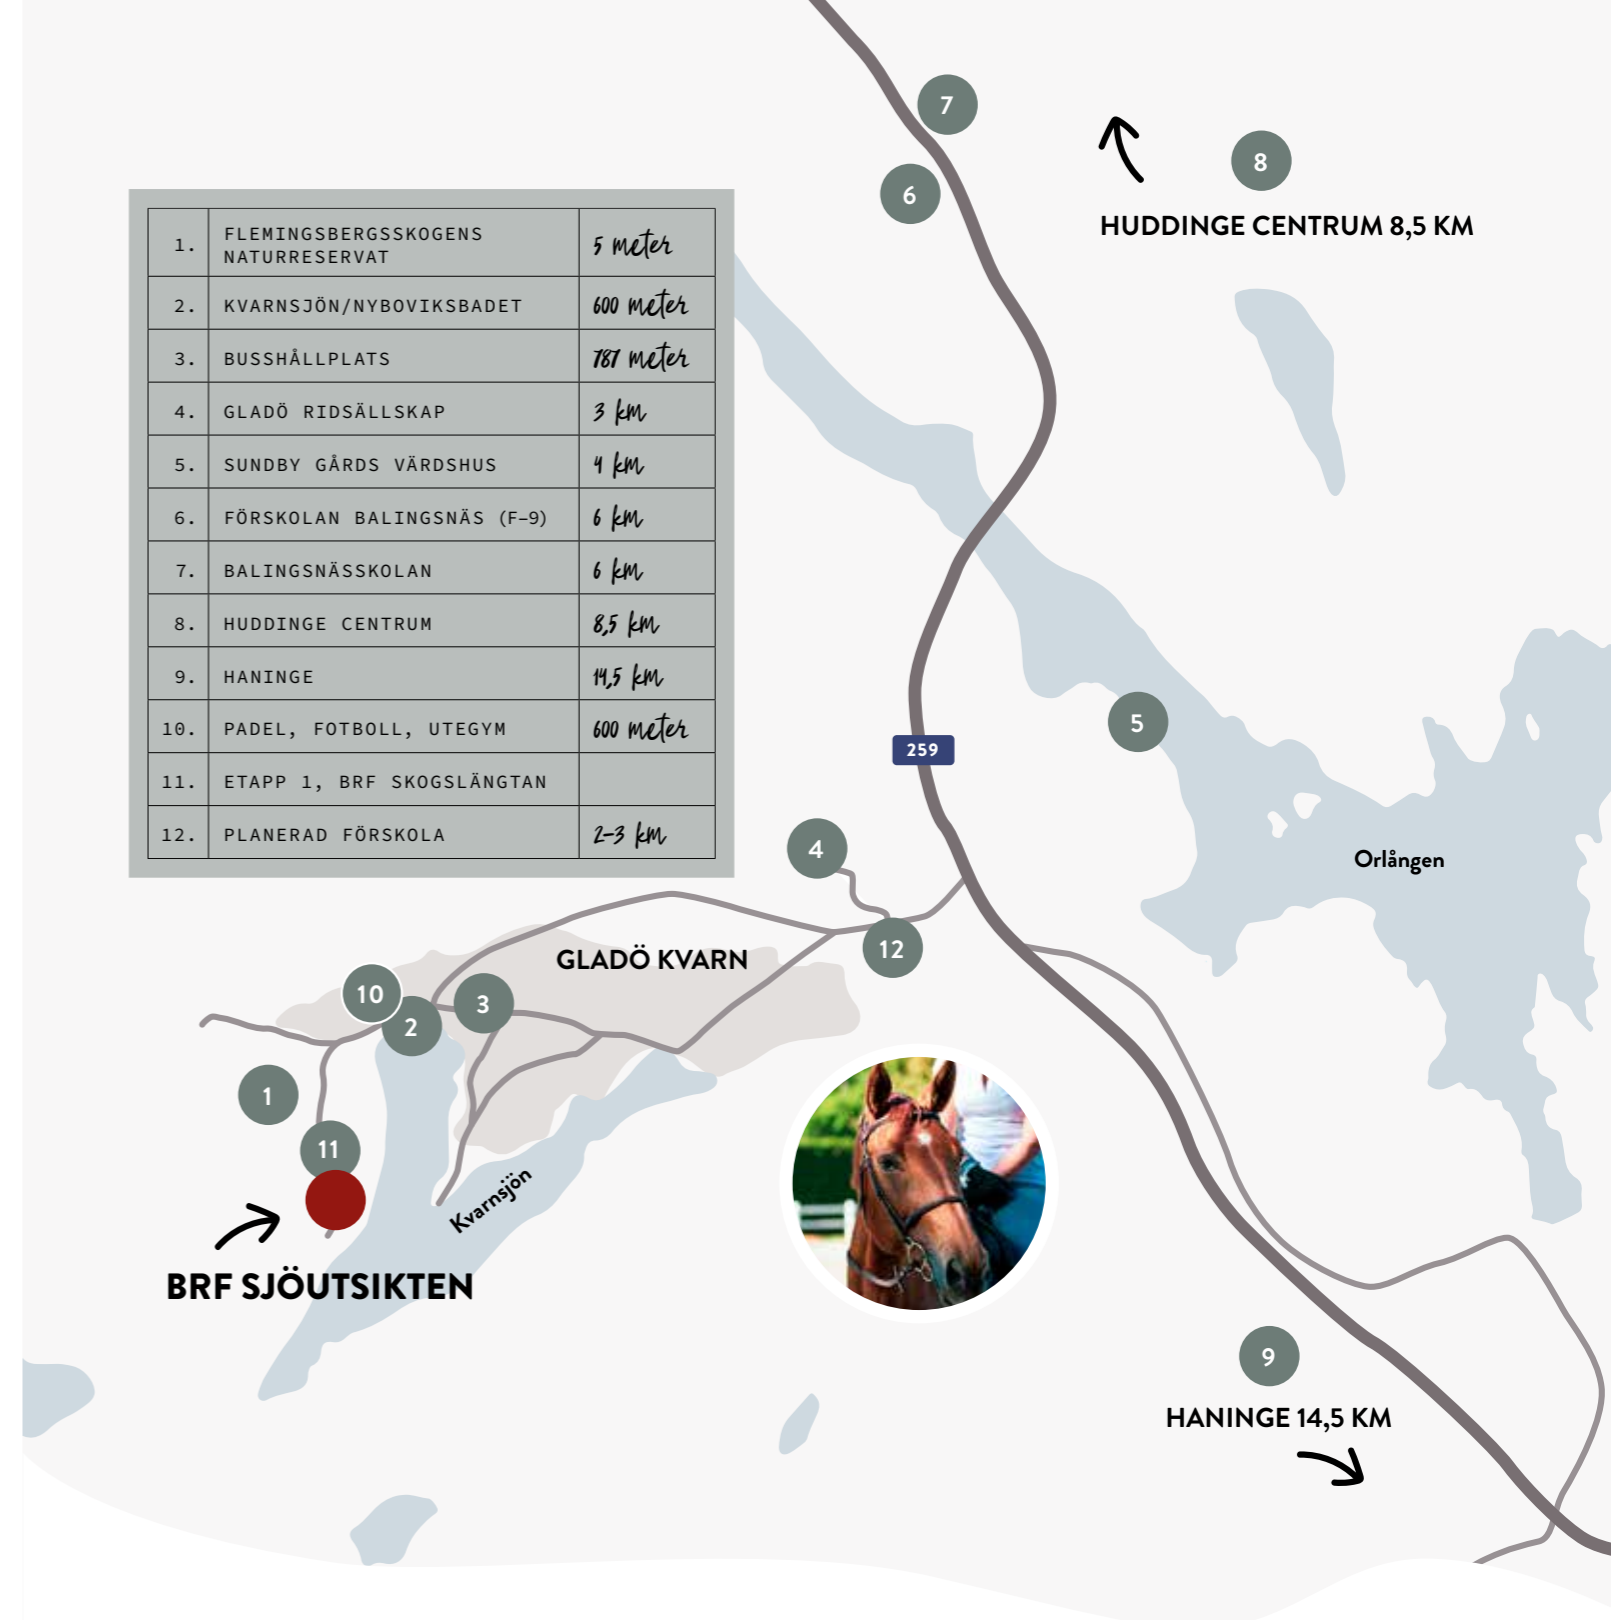 7
8
6
HUDDINGE CENTRUM 8,5 KM
1. FLEMINGSBERGSSKOGENS
NATURRESERVAT 5 meter
2. KVARNSJÖN/NYBOVIKSBADET 600 meter
3. BUSSHÅLLPLATS 787 meter
4. GLADÖ RIDSÄLLSKAP 3 km
5. SUNDBY GÅRDS VÄRDSHUS 4 km
6. FÖRSKOLAN BALINGSNÄS (F–9) 6 km
7. BALINGSNÄSSKOLAN 6 km
8. HUDDINGE CENTRUM 8,5 km
9. HANINGE 14,5 km
10. PADEL, FOTBOLL, UTEGYM 600 meter
11. ETAPP 1, BRF SKOGSLÄNGTAN
12. PLANERAD FÖRSKOLA 2–3 km
5
259
4
Orlången
12
GLADÖ KVARN
10
3
2
1
11
Kvarnsjön
BRF SJÖUTSIKTEN
9
HANINGE 14,5 KM